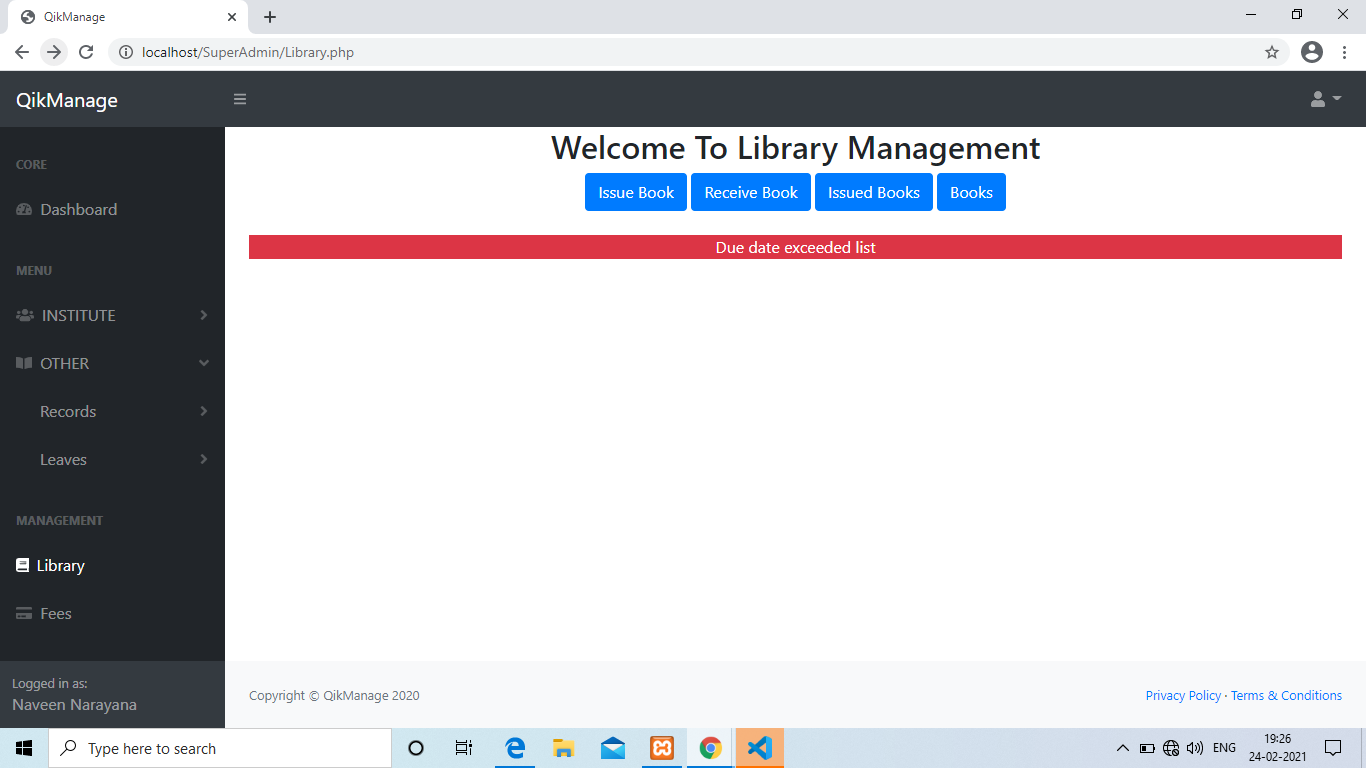 QikManage
localhost/SuperAdmin/Library.php
QikManage
CORE
Dashboard
MENU
INSTITUTE
OTHER
Records
Leaves
MANAGEMENT
Library
Fees
Logged in as:
Naveen Narayana
Welcome To Library Management
Issue Book Receive Book Issued Books Books
Due date exceeded list
Copyright © QikManage 2020
Privacy Policy · Terms & Conditions
Type here to search
ENG
19:26
24-02-2021